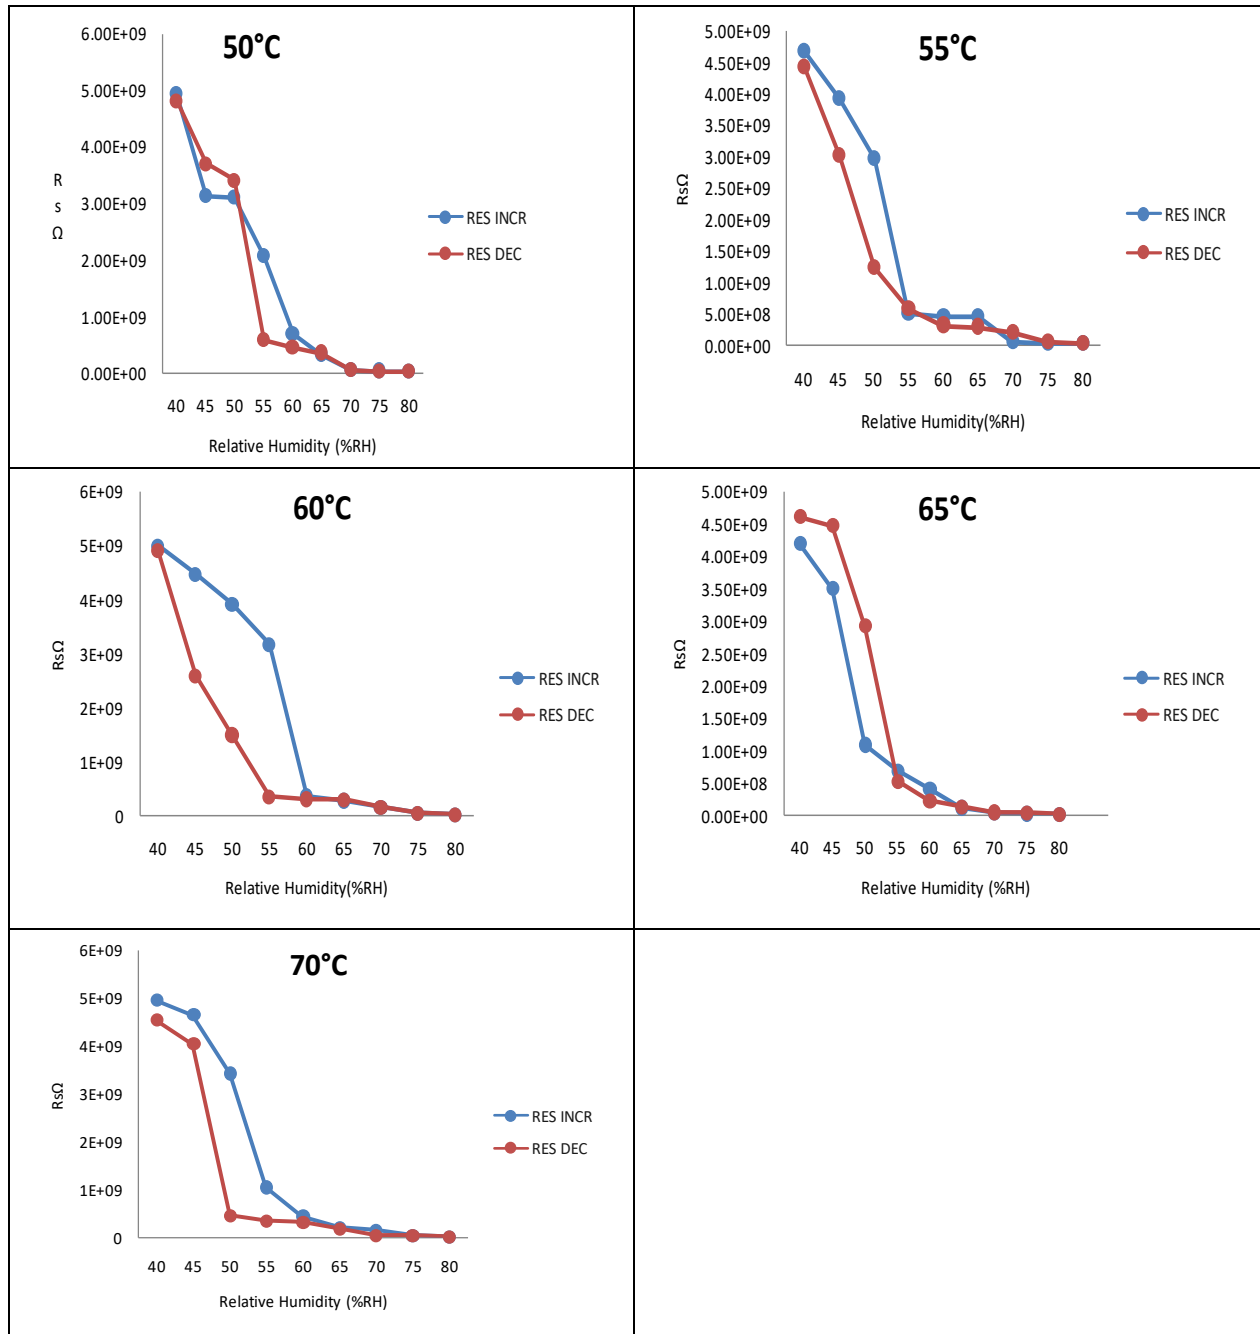 50°C
6.00E+09
5.00E+09
4.00E+09
3.00E+09
2.00E+09
1.00E+09
0.00E+00
R
s
Ω
40 45 50 55 60 65 70 75 80
Relative Humidity (%RH)
RES INCR
RES DEC
55°C
5.00E+09
4.50E+09
4.00E+09
3.50E+09
3.00E+09
2.50E+09
2.00E+09
1.50E+09
1.00E+09
5.00E+08
0.00E+00
RsΩ
40 45 50 55 60 65 70 75 80
Relative Humidity(%RH)
RES INCR
RES DEC
60°C
6E+09
5E+09
4E+09
3E+09
2E+09
1E+09
0
RsΩ
40 45 50 55 60 65 70 75 80
Relative Humidity(%RH)
RES INCR
RES DEC
65°C
5.00E+09
4.50E+09
4.00E+09
3.50E+09
3.00E+09
2.50E+09
2.00E+09
1.50E+09
1.00E+09
5.00E+08
0.00E+00
RsΩ
40 45 50 55 60 65 70 75 80
Relative Humidity (%RH)
RES INCR
RES DEC
70°C
6E+09
5E+09
4E+09
3E+09
2E+09
1E+09
0
RsΩ
40 45 50 55 60 65 70 75 80
Relative Humidity (%RH)
RES INCR
RES DEC